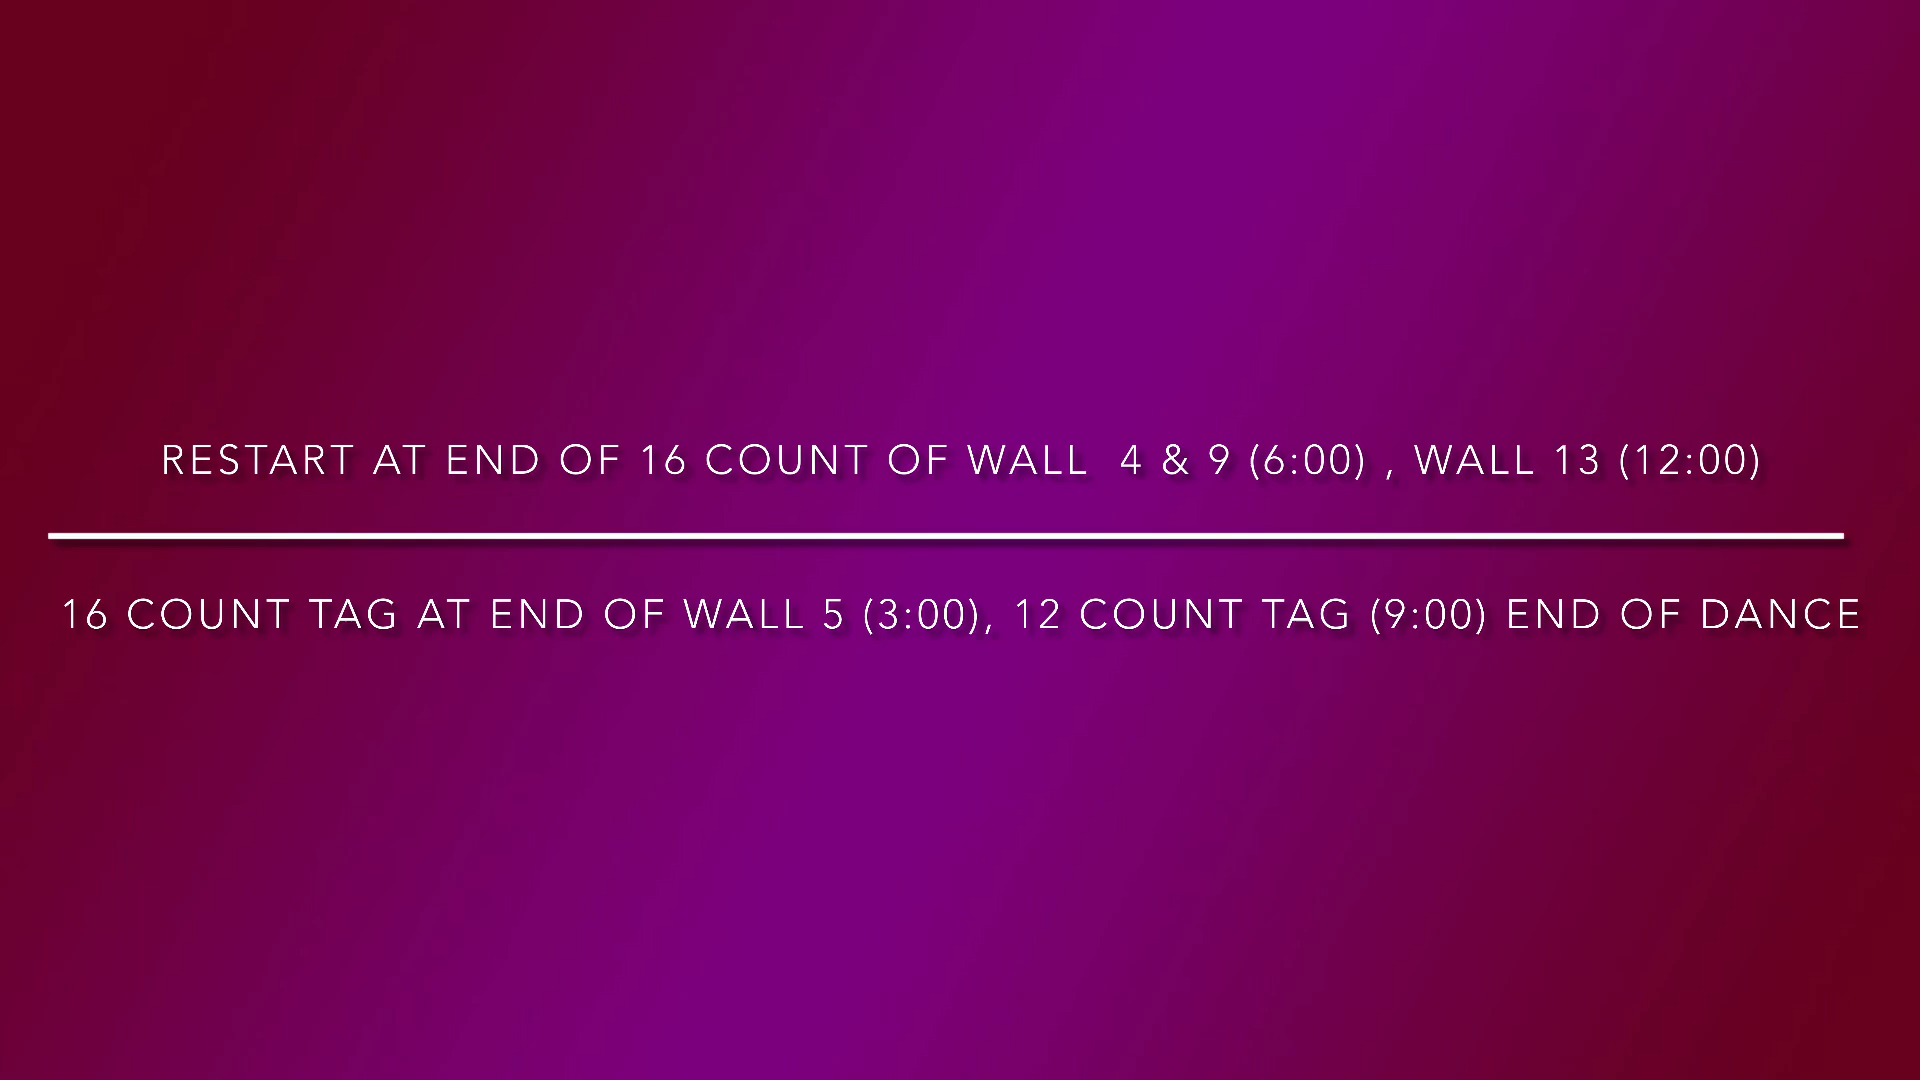 RESTART AT END OF 16 COUNT OF WALL 4 & 9 (6:00) , WALL 13 (12:00)
16 COUNT TAG AT END OF WALL 5 (3:00), 12 COUNT TAG (9:00) END OF DANCE